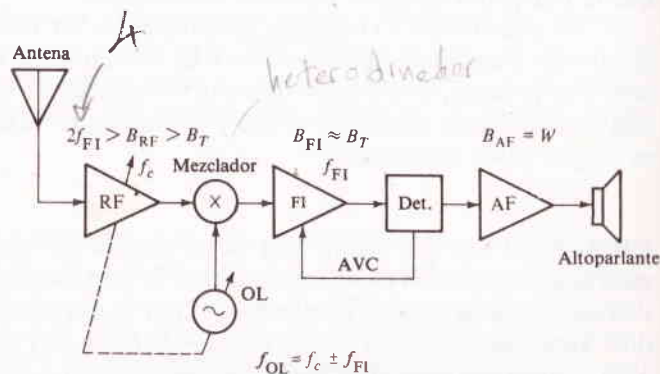 Antena
heterodinador
2f_FI > B_RF > B_T
B_FI ≈ B_T
B_AF = W
f_c
Mezclador
f_FI
RF
×
FI
Det.
AF
AVC
Altoparlante
OL
f_OL = f_c ± f_FI